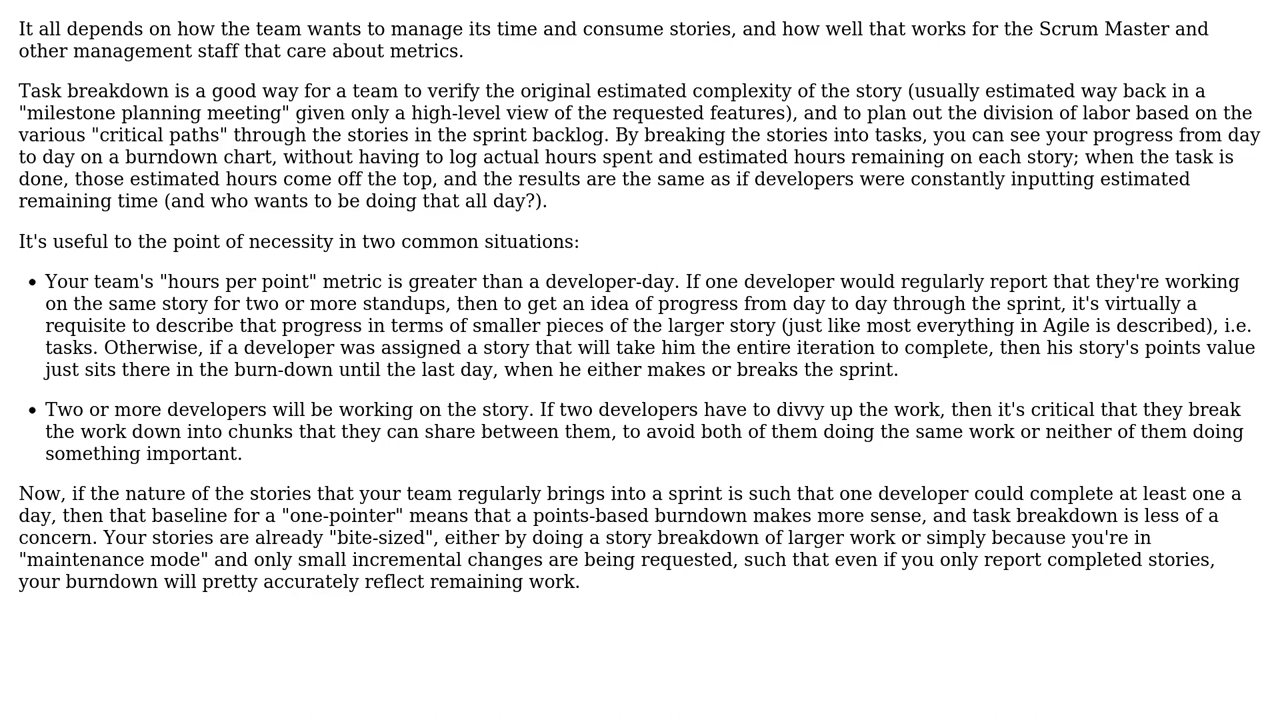 It all depends on how the team wants to manage its time and consume stories, and how well that works for the Scrum Master and
other management staff that care about metrics.
Task breakdown is a good way for a team to verify the original estimated complexity of the story (usually estimated way back in a
"milestone planning meeting" given only a high-level view of the requested features), and to plan out the division of labor based on the
various "critical paths" through the stories in the sprint backlog. By breaking the stories into tasks, you can see your progress from day
to day on a burndown chart, without having to log actual hours spent and estimated hours remaining on each story; when the task is
done, those estimated hours come off the top, and the results are the same as if developers were constantly inputting estimated
remaining time (and who wants to be doing that all day?).
It's useful to the point of necessity in two common situations:
• Your team's "hours per point" metric is greater than a developer-day. If one developer would regularly report that they're working
on the same story for two or more standups, then to get an idea of progress from day to day through the sprint, it's virtually a
requisite to describe that progress in terms of smaller pieces of the larger story (just like most everything in Agile is described), i.e.
tasks. Otherwise, if a developer was assigned a story that will take him the entire iteration to complete, then his story's points value
just sits there in the burn-down until the last day, when he either makes or breaks the sprint.
• Two or more developers will be working on the story. If two developers have to divvy up the work, then it's critical that they break
the work down into chunks that they can share between them, to avoid both of them doing the same work or neither of them doing
something important.
Now, if the nature of the stories that your team regularly brings into a sprint is such that one developer could complete at least one a
day, then that baseline for a "one-pointer" means that a points-based burndown makes more sense, and task breakdown is less of a
concern. Your stories are already "bite-sized", either by doing a story breakdown of larger work or simply because you're in
"maintenance mode" and only small incremental changes are being requested, such that even if you only report completed stories,
your burndown will pretty accurately reflect remaining work.